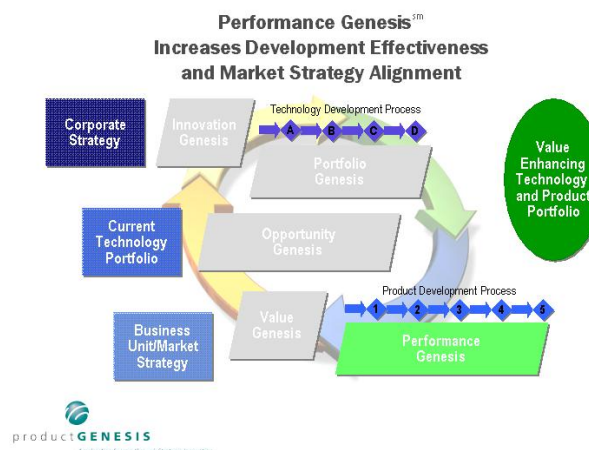 Performance Genesis℠
Increases Development Effectiveness
and Market Strategy Alignment
Corporate
Strategy
Innovation
Genesis
Technology Development Process
A B C D
Portfolio
Genesis
Value
Enhancing
Technology
and Product
Portfolio
Current
Technology
Portfolio
Opportunity
Genesis
Product Development Process
1 2 3 4 5
Business
Unit/Market
Strategy
Value
Genesis
Performance
Genesis
productGENESIS